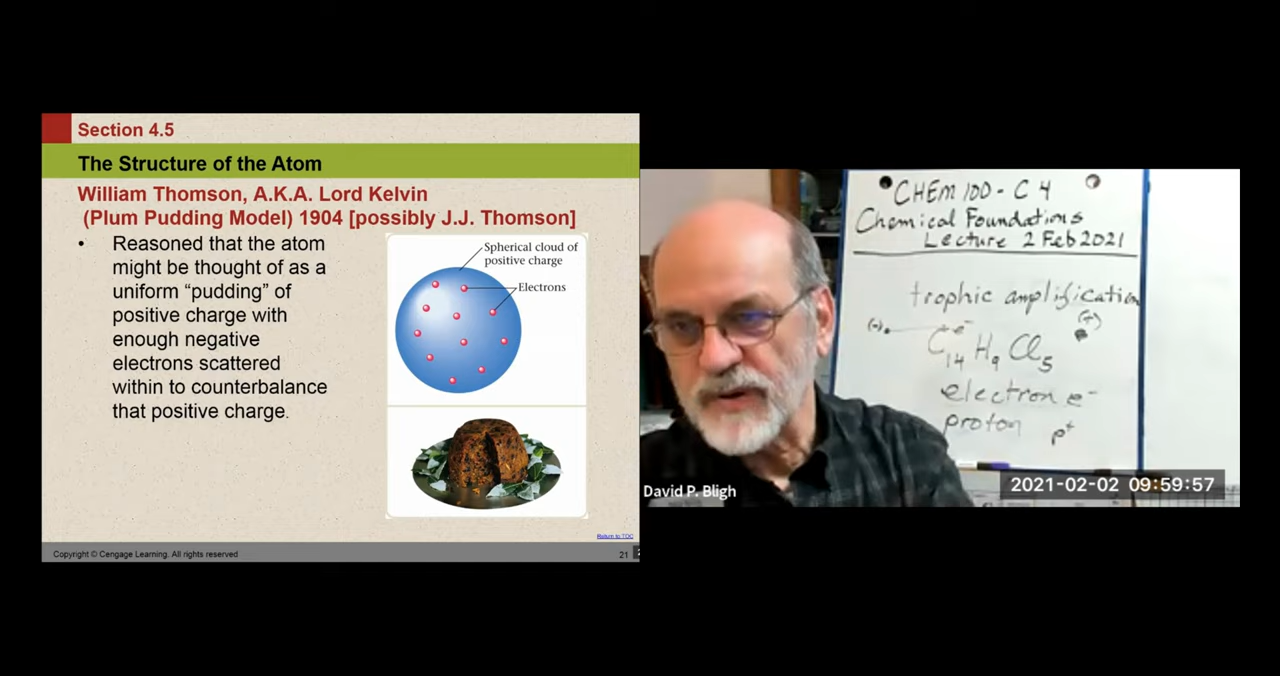 Section 4.5
The Structure of the Atom
William Thomson, A.K.A. Lord Kelvin
(Plum Pudding Model) 1904 [possibly J.J. Thomson]
• Reasoned that the atom
might be thought of as a
uniform “pudding” of
positive charge with
enough negative
electrons scattered
within to counterbalance
that positive charge.
Spherical cloud of
positive charge
Electrons
Return to TOC
Copyright © Cengage Learning. All rights reserved
21
CHEM 100 - C 4
Chemical Foundations
Lecture 2 Feb 2021
trophic amplification
(-) e- (+)
C14 H9 Cl5
electron e-
proton p+
David P. Bligh
2021-02-02 09:59:57